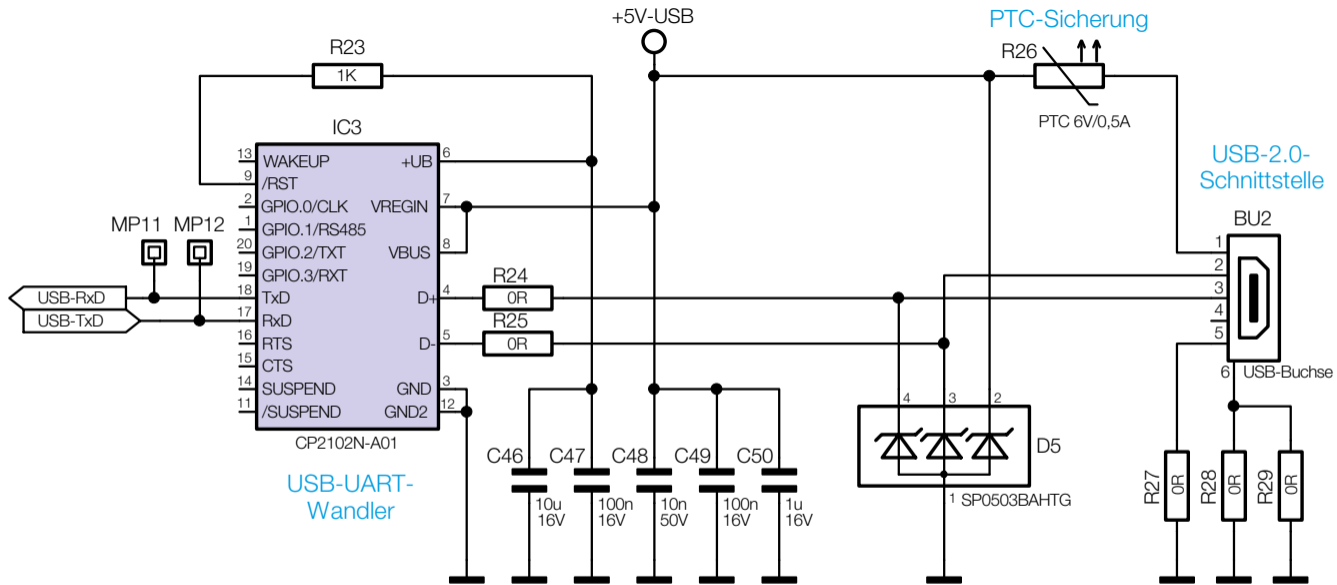 +5V-USB
PTC-Sicherung
R23
1K
R26
PTC 6V/0,5A
IC3
13 WAKEUP +UB 6
9 /RST
2 GPIO.0/CLK VREGIN 7
1 GPIO.1/RS485
20 GPIO.2/TXT VBUS 8
19 GPIO.3/RXT
18 TxD D+ 4
17 RxD
16 RTS D- 5
15 CTS
14 SUSPEND GND 3
11 /SUSPEND GND2 12
CP2102N-A01
USB-UART-
Wandler
MP11 MP12
USB-RxD
USB-TxD
R24
0R
R25
0R
USB-2.0-
Schnittstelle
BU2
1
2
3
4
5
6 USB-Buchse
4 3 2
D5
1 SP0503BAHTG
C46 C47 C48 C49 C50
10u 100n 10n 100n 1u
16V 16V 50V 16V 16V
R27 0R
R28 0R
R29 0R